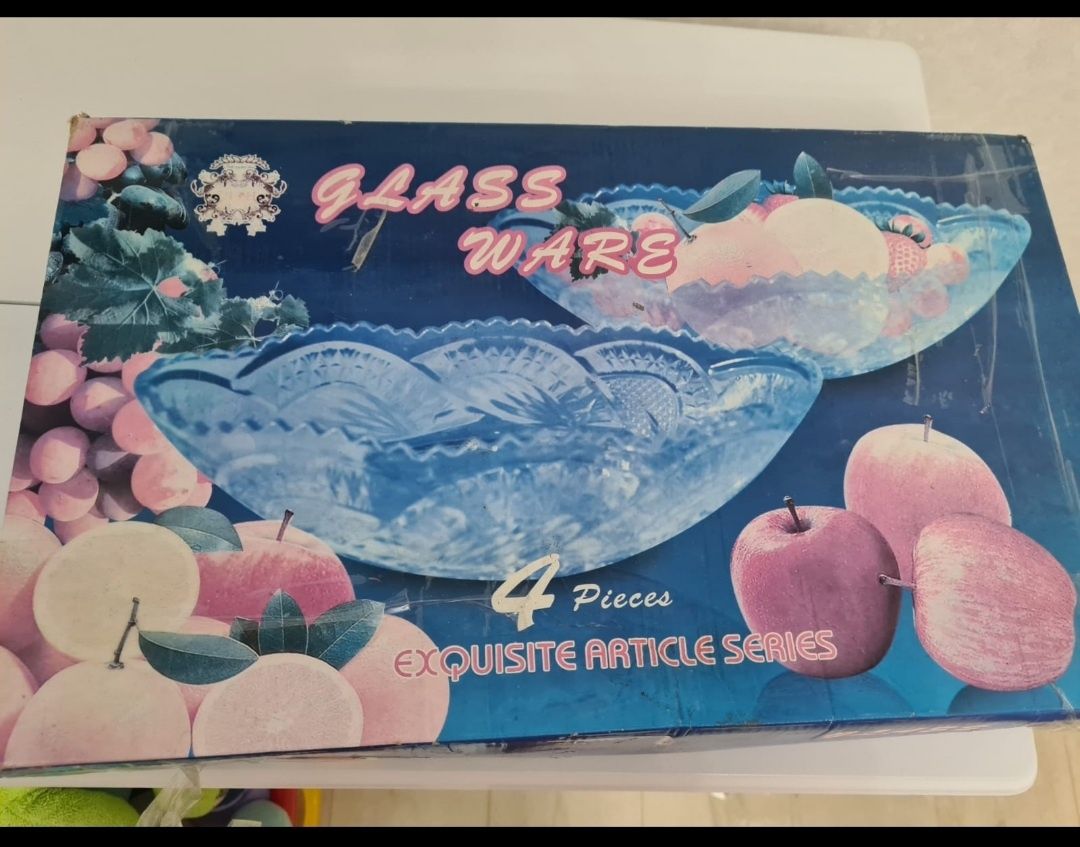 GLASS
WARE
4 Pieces
EXQUISITE ARTICLE SERIES